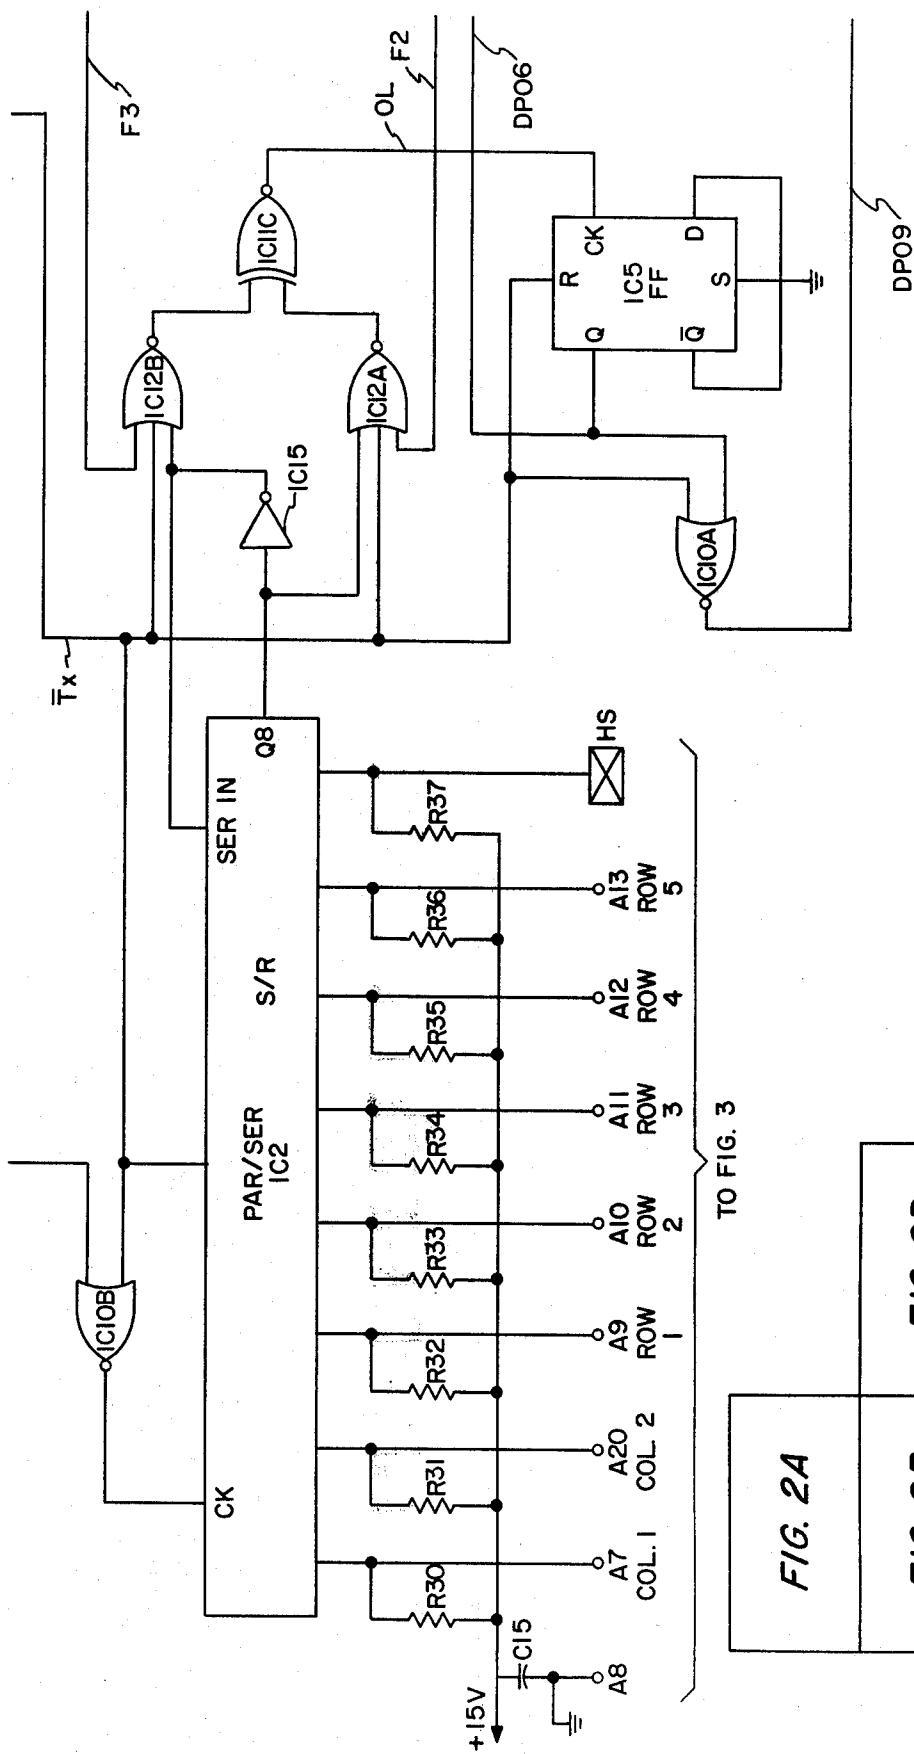 F3
T̿x
IC12B
IC11C
OL
F2
IC12A
IC15
DP06
R
CK
IC5
FF
Q
Q̅
D
S
IC10A
DP09
IC10B
CK
PAR/SER
IC2
S/R
SER IN
Q8
R30
R31
R32
R33
R34
R35
R36
R37
+15V
C15
A8
A7
COL. 1
A20
COL. 2
A9
ROW
1
A10
ROW
2
A11
ROW
3
A12
ROW
4
A13
ROW
5
HS
TO FIG. 3
FIG. 2A